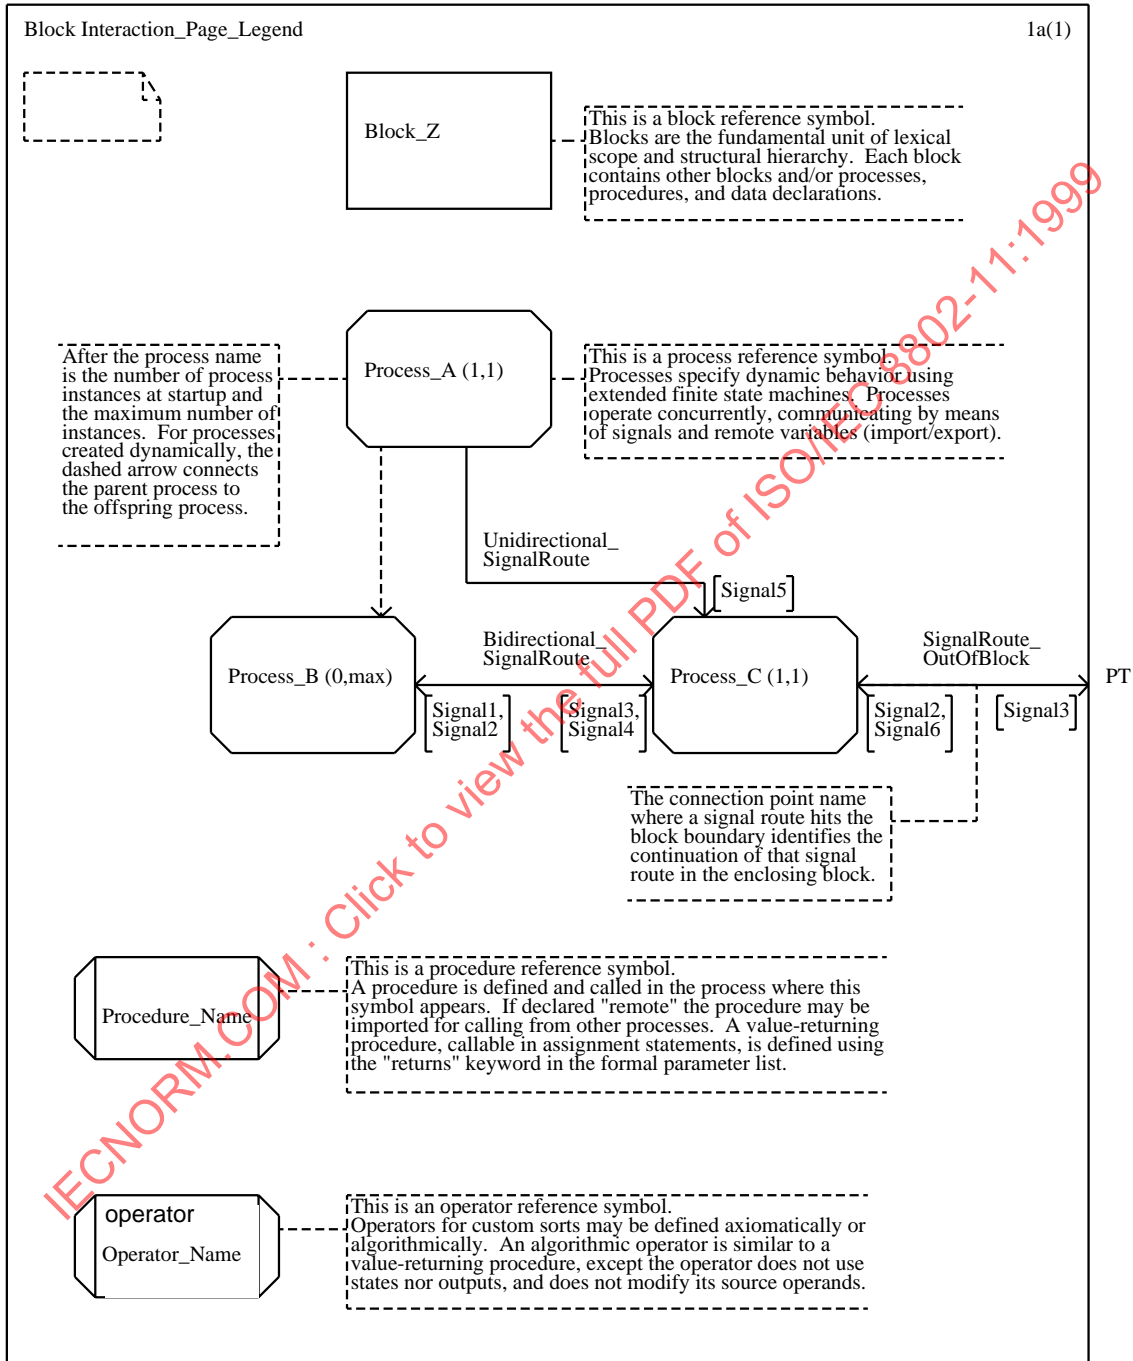 Block Interaction_Page_Legend
1a(1)
Block_Z
This is a block reference symbol.
Blocks are the fundamental unit of lexical
scope and structural hierarchy.  Each block
contains other blocks and/or processes,
procedures, and data declarations.
After the process name
is the number of process
instances at startup and
the maximum number of
instances.  For processes
created dynamically, the
dashed arrow connects
the parent process to
the offspring process.
Process_A (1,1)
This is a process reference symbol.
Processes specify dynamic behavior using
extended finite state machines.  Processes
operate concurrently, communicating by means
of signals and remote variables (import/export).
Unidirectional_
SignalRoute
Signal5
Process_B (0,max)
Bidirectional_
SignalRoute
Signal1,
Signal2
Signal3,
Signal4
Process_C (1,1)
SignalRoute_
OutOfBlock
Signal2,
Signal6
Signal3
PT
The connection point name
where a signal route hits the
block boundary identifies the
continuation of that signal
route in the enclosing block.
Procedure_Name
This is a procedure reference symbol.
A procedure is defined and called in the process where this
symbol appears.  If declared "remote" the procedure may be
imported for calling from other processes.  A value-returning
procedure, callable in assignment statements, is defined using
the "returns" keyword in the formal parameter list.
operator
Operator_Name
This is an operator reference symbol.
Operators for custom sorts may be defined axiomatically or
algorithmically.  An algorithmic operator is similar to a
value-returning procedure, except the operator does not use
states nor outputs, and does not modify its source operands.
IECNORM.COM : Click to view the full PDF of ISO/IEC 8802-11:1999